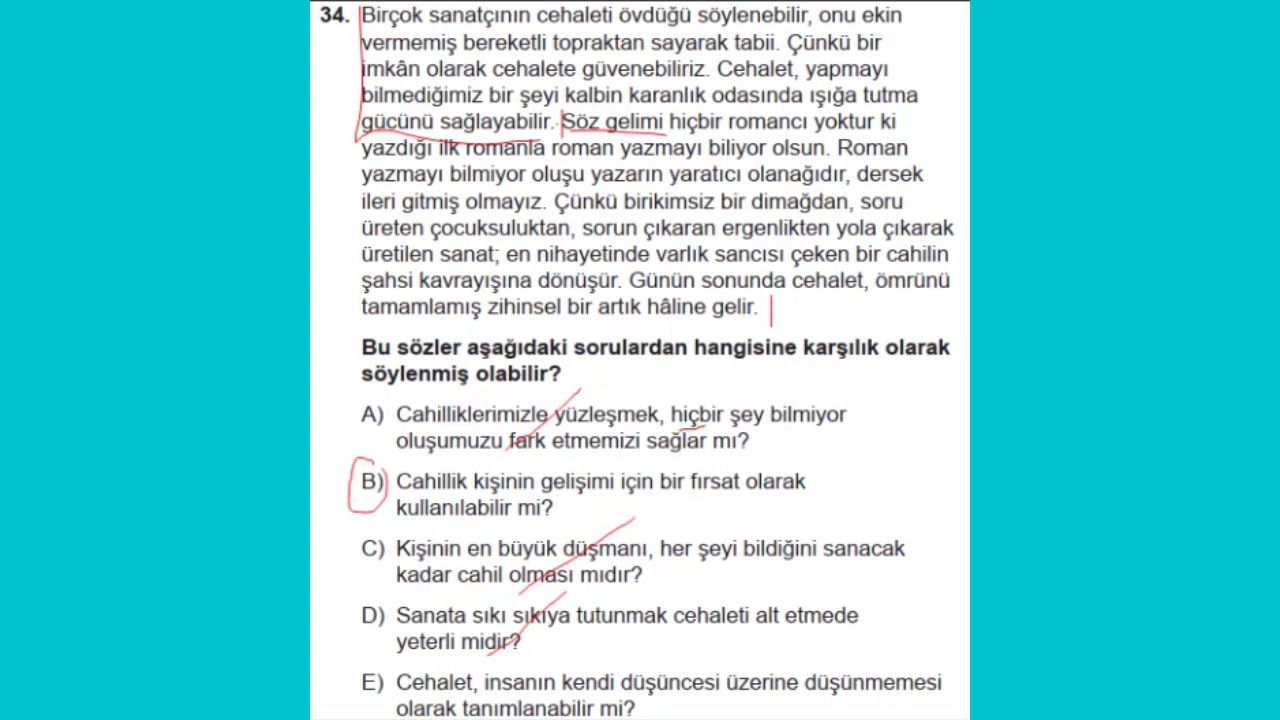 34. Birçok sanatçının cehaleti övdüğü söylenebilir, onu ekin
vermemiş bereketli topraktan sayarak tabii. Çünkü bir
imkân olarak cehalete güvenebiliriz. Cehalet, yapmayı
bilmediğimiz bir şeyi kalbin karanlık odasında ışığa tutma
gücünü sağlayabilir. Söz gelimi hiçbir romancı yoktur ki
yazdığı ilk romanla roman yazmayı biliyor olsun. Roman
yazmayı bilmiyor oluşu yazarın yaratıcı olanağıdır, dersek
ileri gitmiş olmayız. Çünkü birikimsiz bir dimağdan, soru
üreten çocuksuluktan, sorun çıkaran ergenlikten yola çıkarak
üretilen sanat; en nihayetinde varlık sancısı çeken bir cahilin
şahsi kavrayışına dönüşür. Günün sonunda cehalet, ömrünü
tamamlamış zihinsel bir artık hâline gelir.
Bu sözler aşağıdaki sorulardan hangisine karşılık olarak
söylenmiş olabilir?
A) Cahilliklerimizle yüzleşmek, hiçbir şey bilmiyor
oluşumuzu fark etmemizi sağlar mı?
B) Cahillik kişinin gelişimi için bir fırsat olarak
kullanılabilir mi?
C) Kişinin en büyük düşmanı, her şeyi bildiğini sanacak
kadar cahil olması mıdır?
D) Sanata sıkı sıkıya tutunmak cehaleti alt etmede
yeterli midir?
E) Cehalet, insanın kendi düşüncesi üzerine düşünmemesi
olarak tanımlanabilir mi?